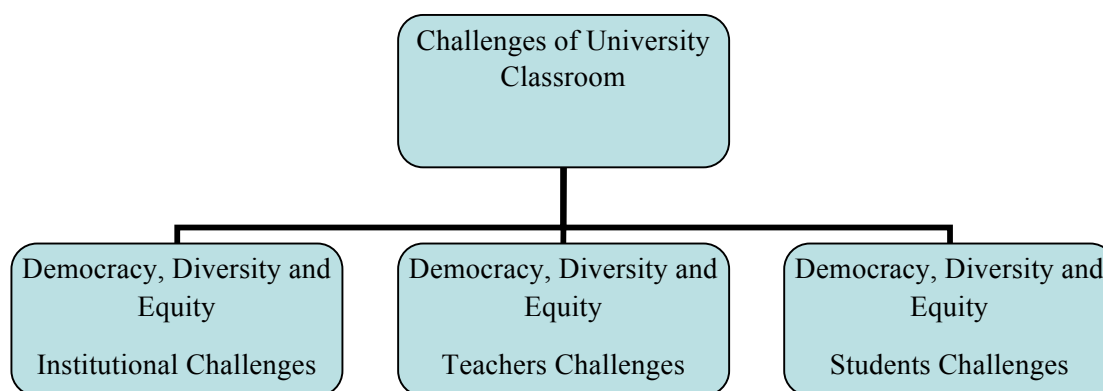 Challenges of University
Classroom
Democracy, Diversity and
Equity
Institutional Challenges
Democracy, Diversity and
Equity
Teachers Challenges
Democracy, Diversity and
Equity
Students Challenges